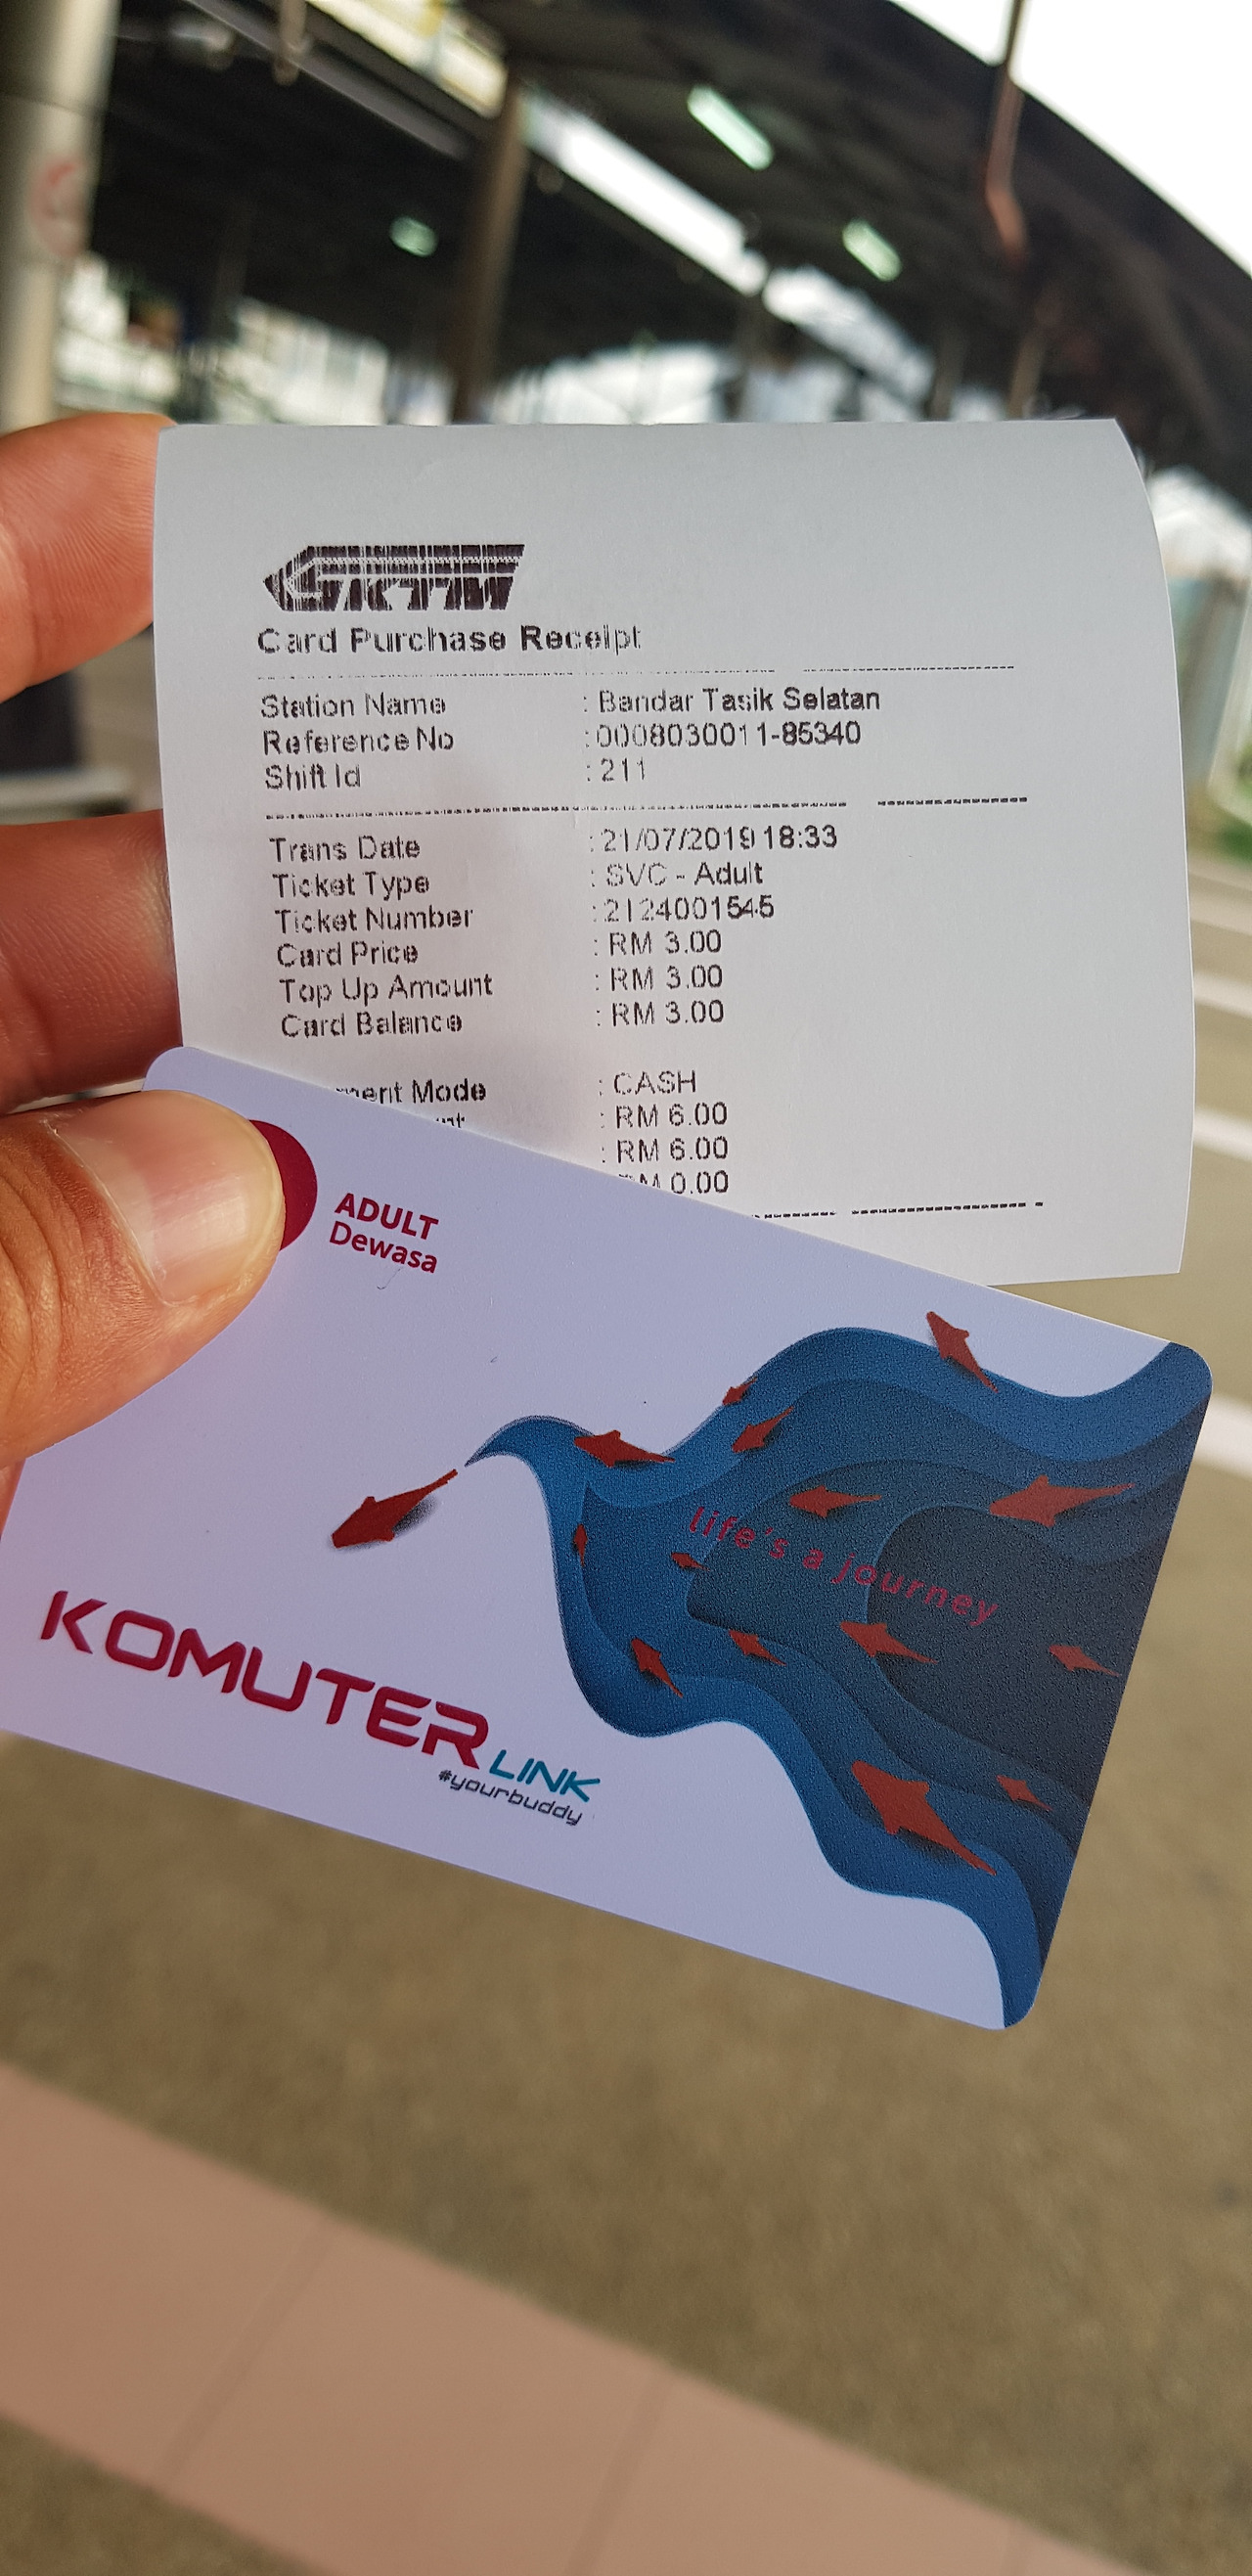 KTM
Card Purchase Receipt
Station Name : Bandar Tasik Selatan
Reference No : 0008030011-85340
Shift Id : 211
Trans Date : 21/07/2019 18:33
Ticket Type : SVC - Adult
Ticket Number : 2124001545
Card Price : RM 3.00
Top Up Amount : RM 3.00
Card Balance : RM 3.00
Mode : CASH
: RM 6.00
: RM 6.00
0.00
ADULT
Dewasa
life's a journey
KOMUTER LINK
#yourbuddy